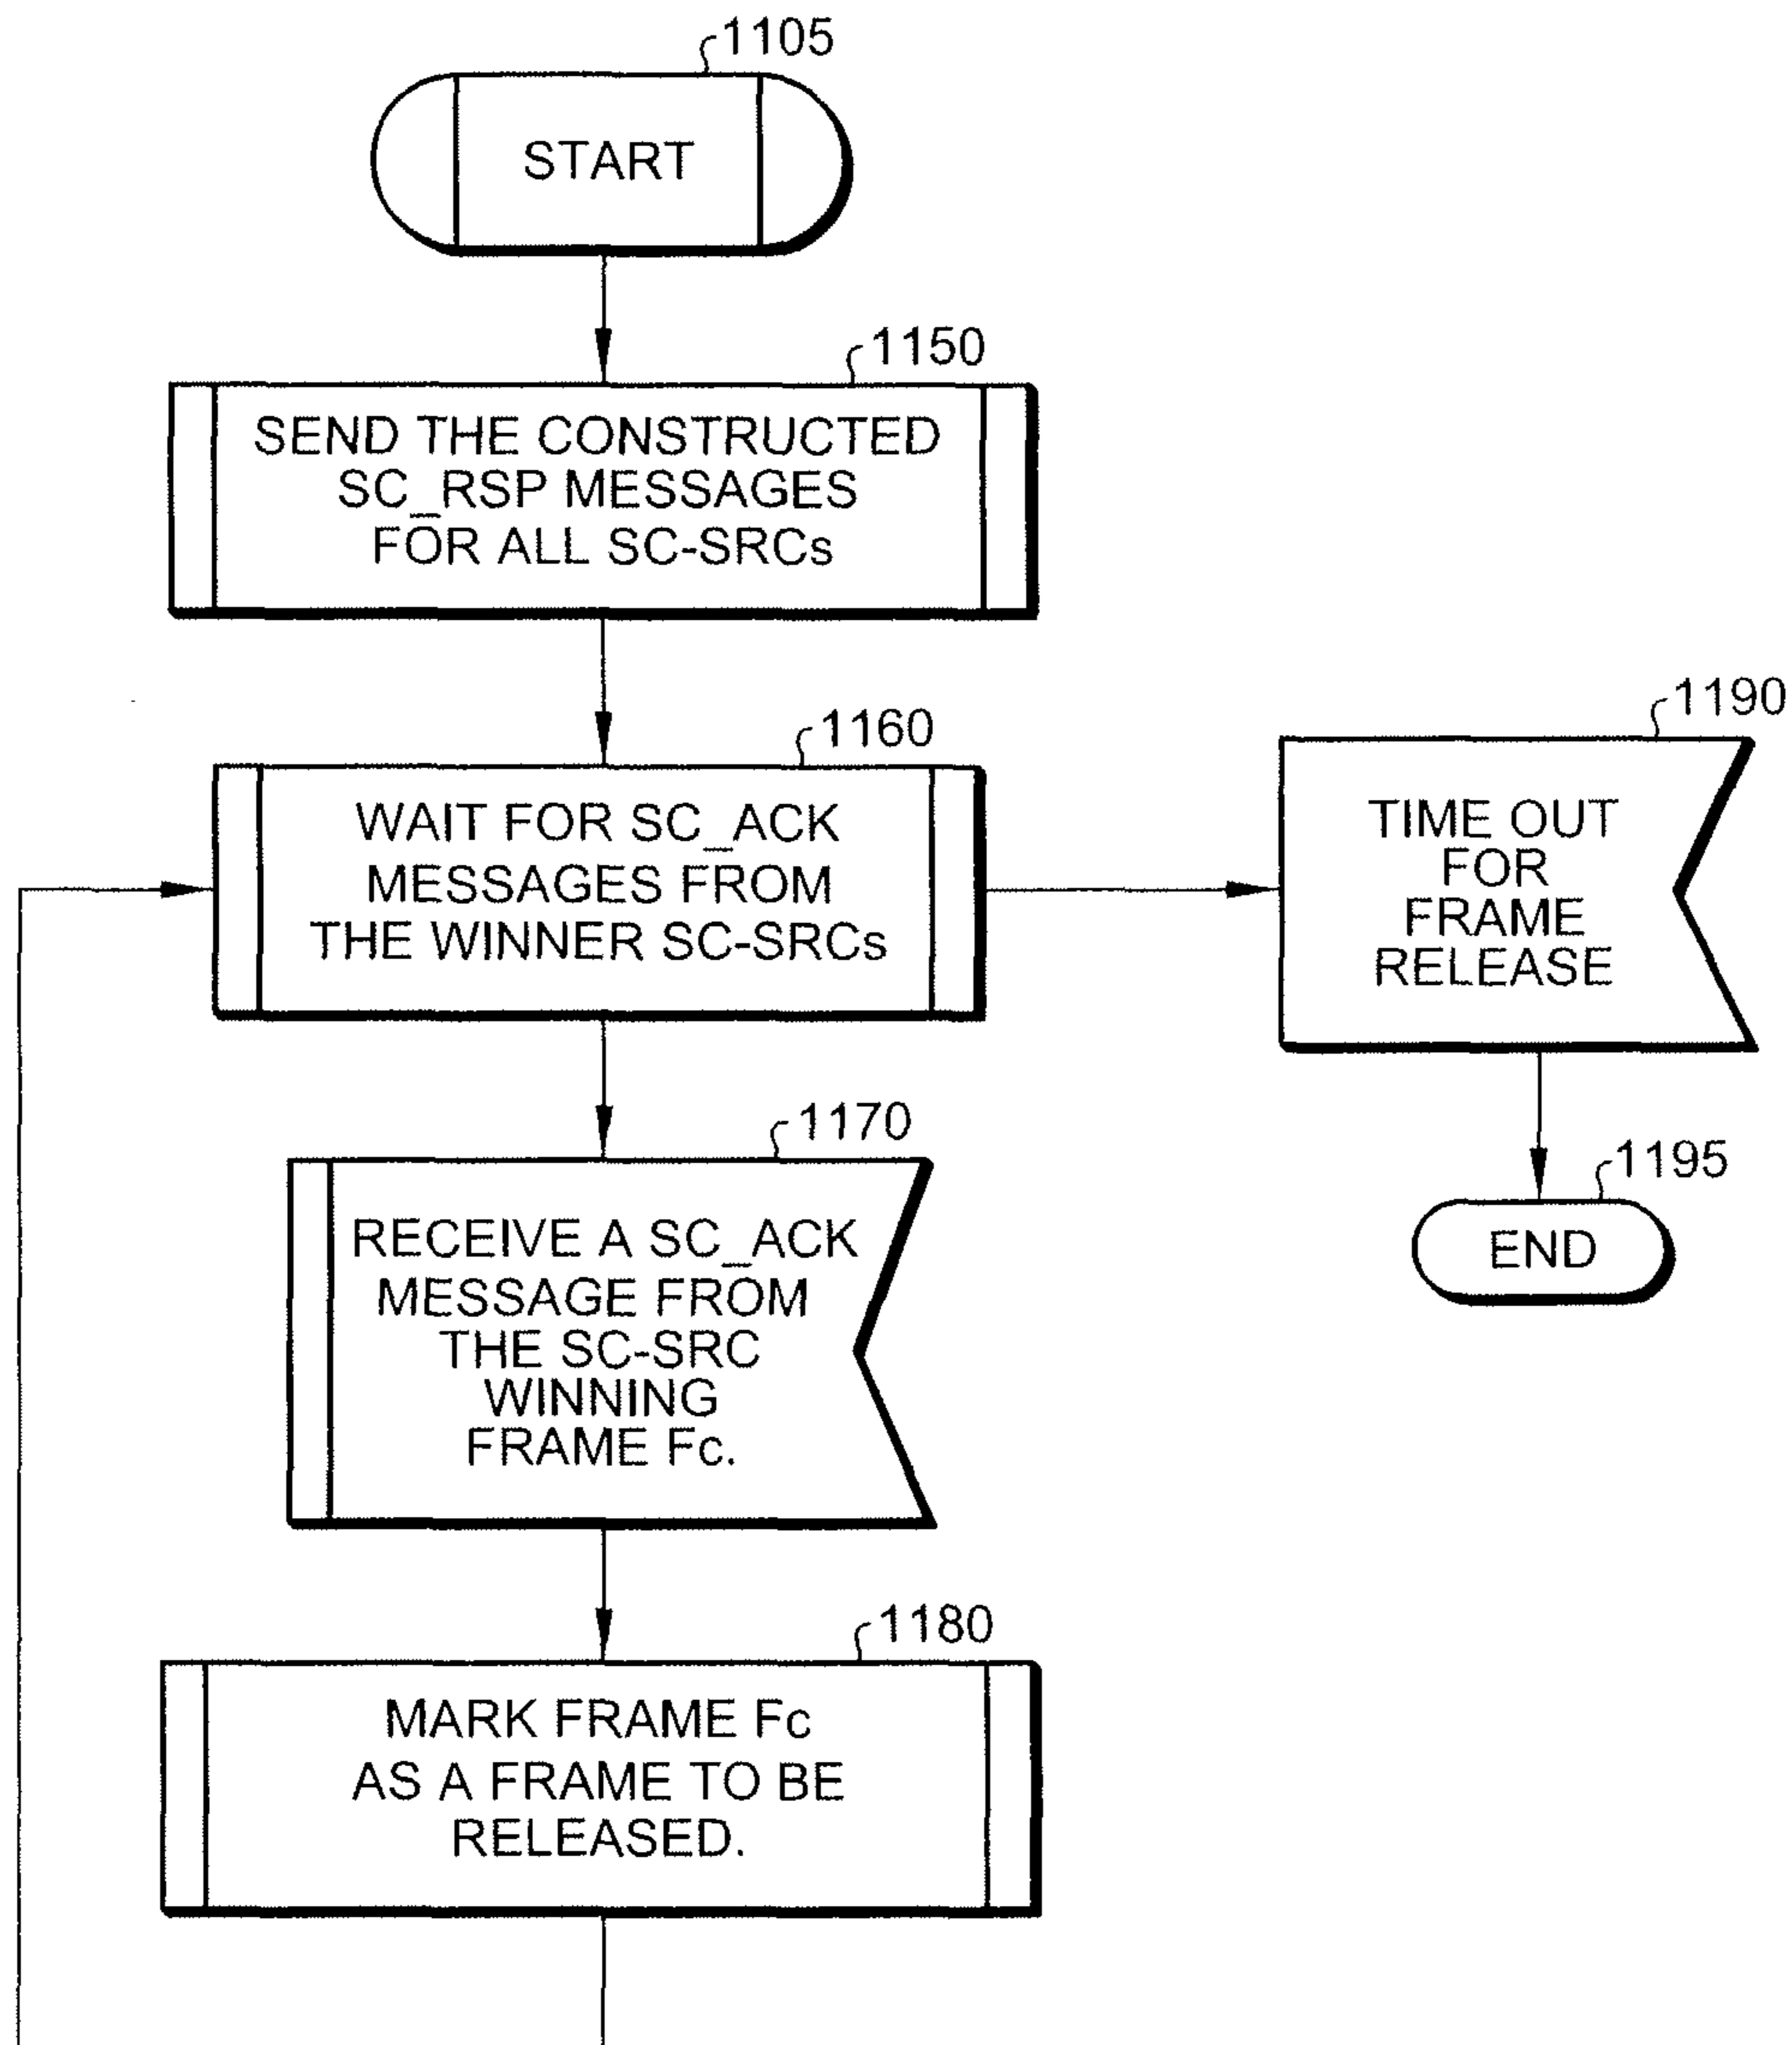 1105
START
1150
SEND THE CONSTRUCTED
SC_RSP MESSAGES
FOR ALL SC-SRCs
1160
WAIT FOR SC_ACK
MESSAGES FROM
THE WINNER SC-SRCs
1190
TIME OUT
FOR
FRAME
RELEASE
1170
RECEIVE A SC_ACK
MESSAGE FROM
THE SC-SRC
WINNING
FRAME Fc.
1195
END
1180
MARK FRAME Fc
AS A FRAME TO BE
RELEASED.